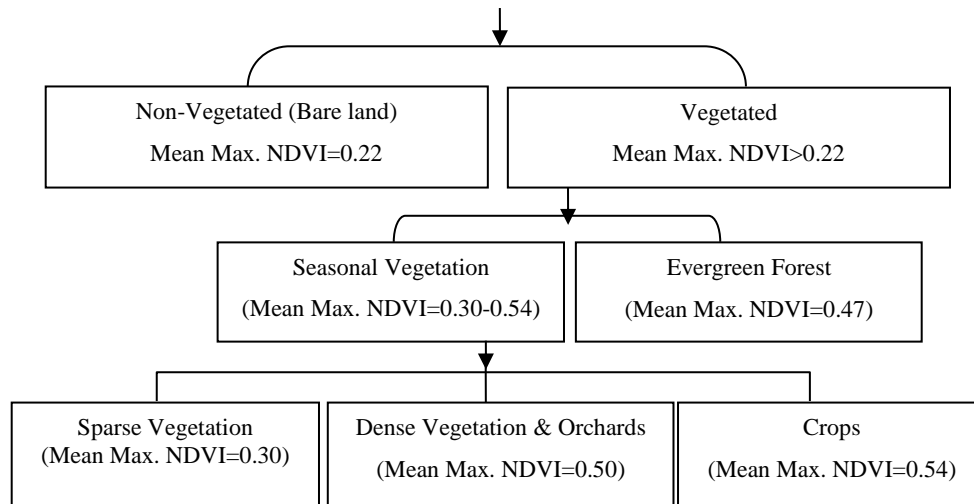 Non-Vegetated (Bare land)
Mean Max. NDVI=0.22
Vegetated
Mean Max. NDVI>0.22
Seasonal Vegetation
(Mean Max. NDVI=0.30-0.54)
Evergreen Forest
(Mean Max. NDVI=0.47)
Sparse Vegetation
(Mean Max. NDVI=0.30)
Dense Vegetation & Orchards
(Mean Max. NDVI=0.50)
Crops
(Mean Max. NDVI=0.54)